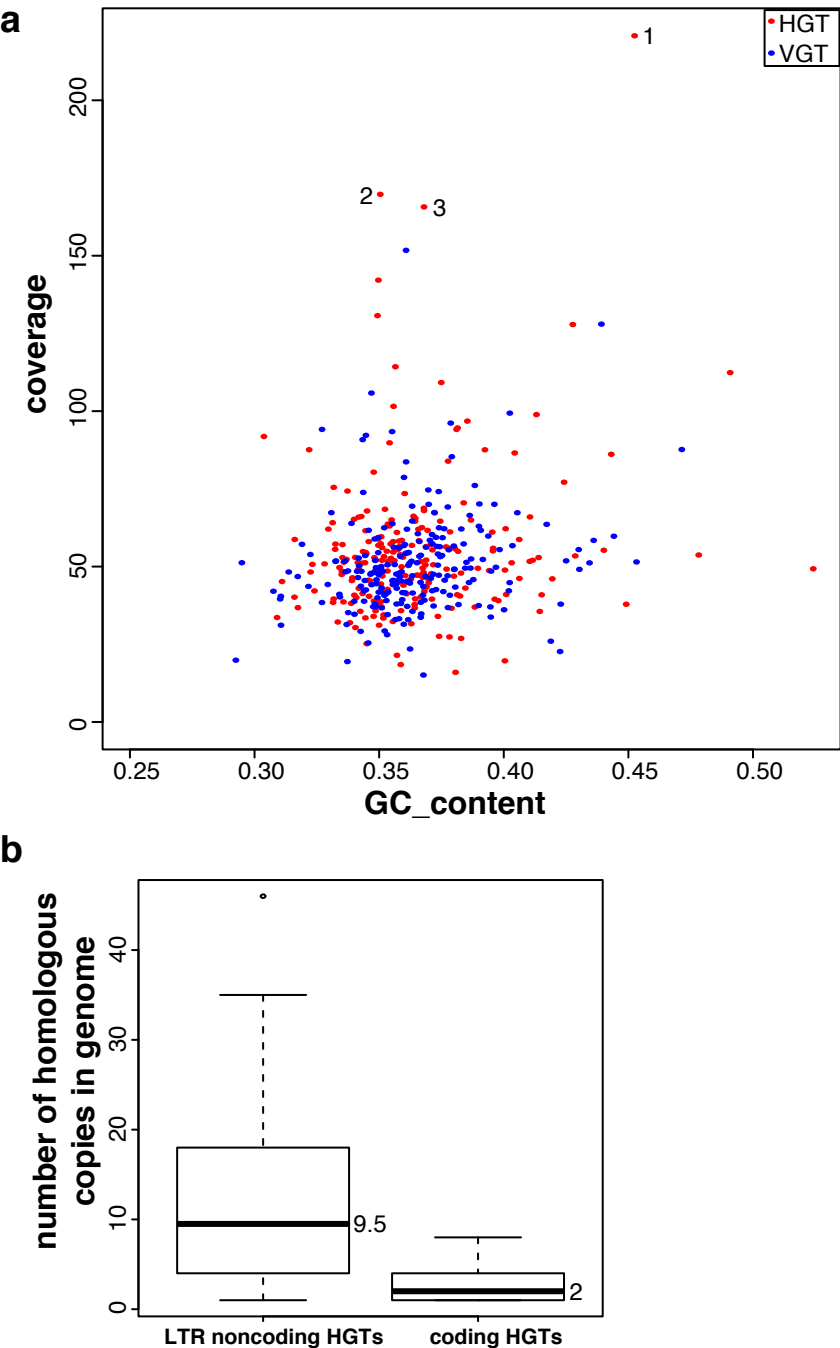 a
HGT
VGT
1
2
3
coverage
200
150
100
50
0
0.25 0.30 0.35 0.40 0.45 0.50
GC_content
b
number of homologous
copies in genome
40
30
20
10
0
9.5
2
LTR noncoding HGTs coding HGTs